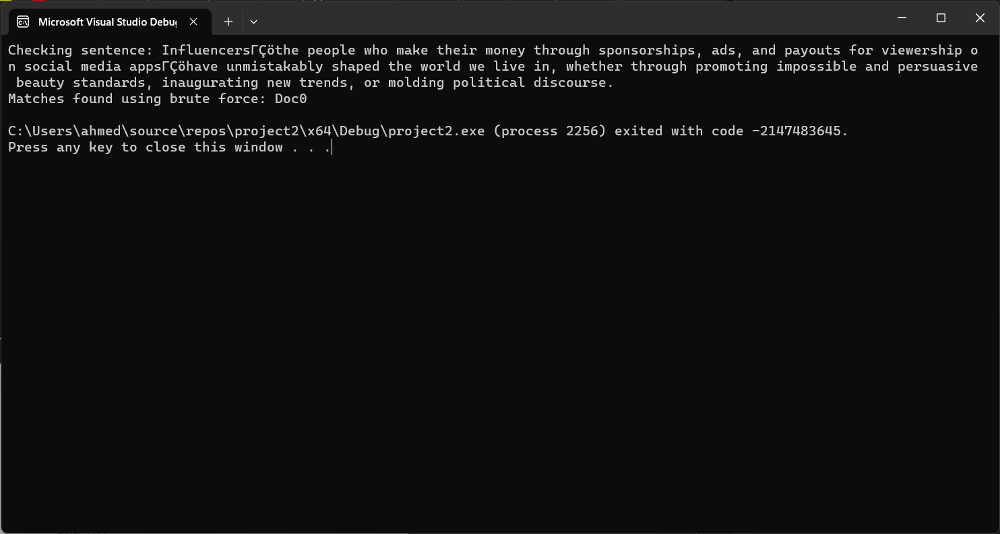 Microsoft Visual Studio Debu
Checking sentence: InfluencersΓÇöthe people who make their money through sponsorships, ads, and payouts for viewership o
n social media appsΓÇöhave unmistakably shaped the world we live in, whether through promoting impossible and persuasive
 beauty standards, inaugurating new trends, or molding political discourse.
Matches found using brute force: Doc0
C:\Users\ahmed\source\repos\project2\x64\Debug\project2.exe (process 2256) exited with code -2147483645.
Press any key to close this window . . .